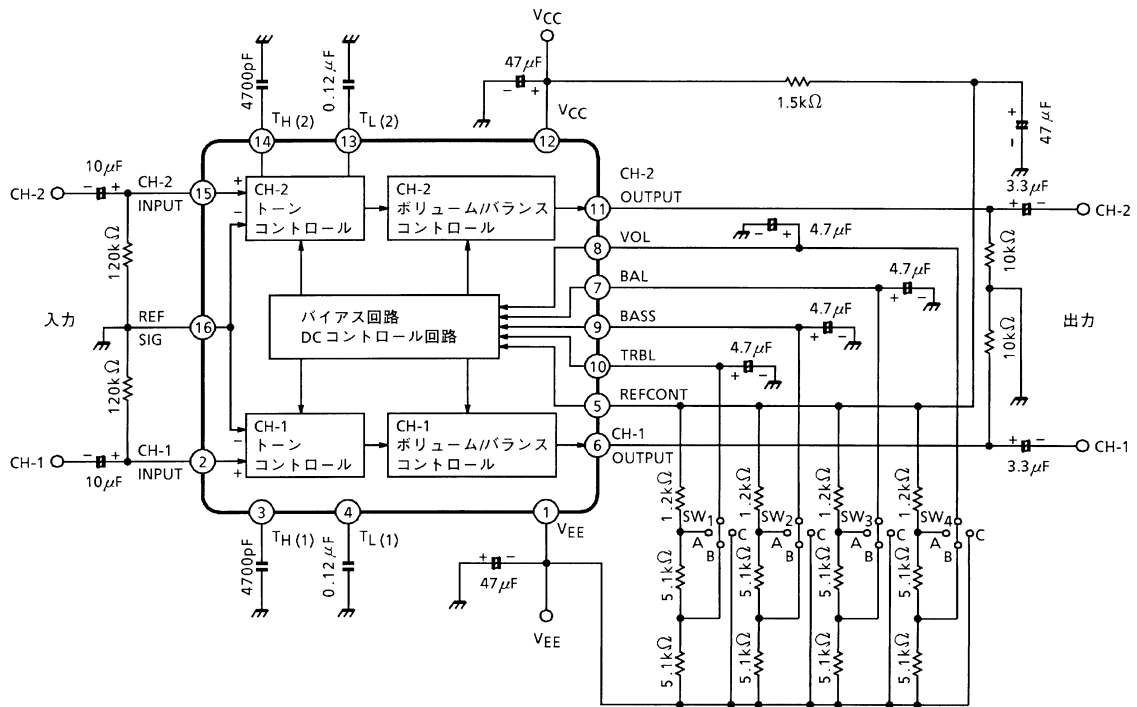 VCC
47μF
− +
1.5kΩ
+
−
47μF
4700pF
0.12μF
TH(2)
TL(2)
VCC
14
13
12
10μF
− +
CH-2
CH-2
INPUT
15
+
−
CH-2
トーン
コントロール
CH-2
ボリューム/バランス
コントロール
CH-2
OUTPUT
11
3.3μF
+ −
CH-2
120kΩ
8
VOL
− +
4.7μF
10kΩ
7
BAL
4.7μF
+ −
バイアス回路
DCコントロール回路
入力
REF
SIG
16
9
BASS
4.7μF
+ −
出力
10
TRBL
4.7μF
+ −
10kΩ
120kΩ
5
REFCONT
CH-1
− +
10μF
CH-1
INPUT
2
−
+
CH-1
トーン
コントロール
CH-1
ボリューム/バランス
コントロール
6
CH-1
OUTPUT
+ −
3.3μF
CH-1
3
4
1
TH(1)
TL(1)
VEE
4700pF
0.12μF
+ −
47μF
VEE
1.2kΩ
1.2kΩ
1.2kΩ
1.2kΩ
SW1
SW2
SW3
SW4
A
B
C
A
B
C
A
B
C
A
B
C
5.1kΩ
5.1kΩ
5.1kΩ
5.1kΩ
5.1kΩ
5.1kΩ
5.1kΩ
5.1kΩ